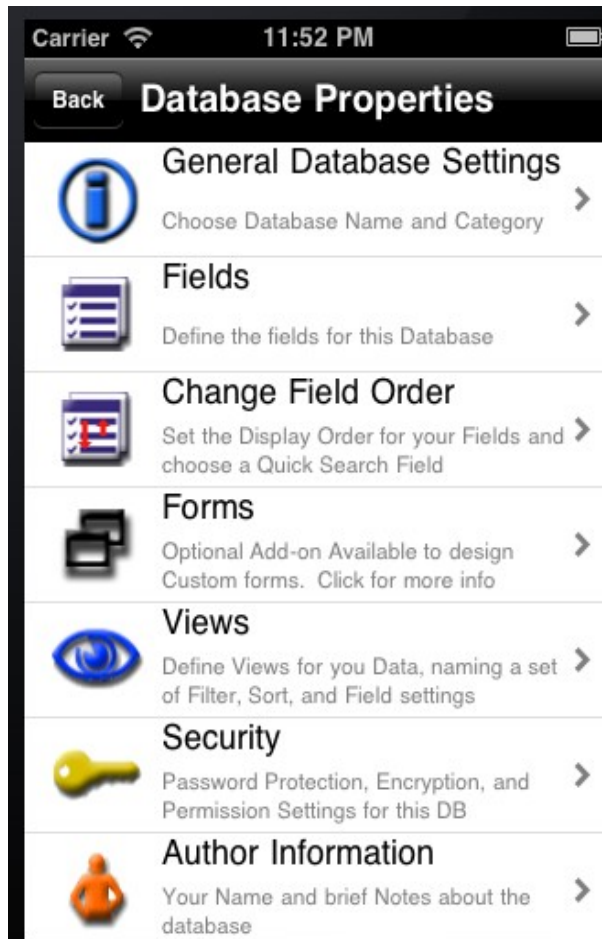 Carrier 11:52 PM
Back Database Properties
General Database Settings
Choose Database Name and Category
Fields
Define the fields for this Database
Change Field Order
Set the Display Order for your Fields and
choose a Quick Search Field
Forms
Optional Add-on Available to design
Custom forms.  Click for more info
Views
Define Views for you Data, naming a set
of Filter, Sort, and Field settings
Security
Password Protection, Encryption, and
Permission Settings for this DB
Author Information
Your Name and brief Notes about the
database